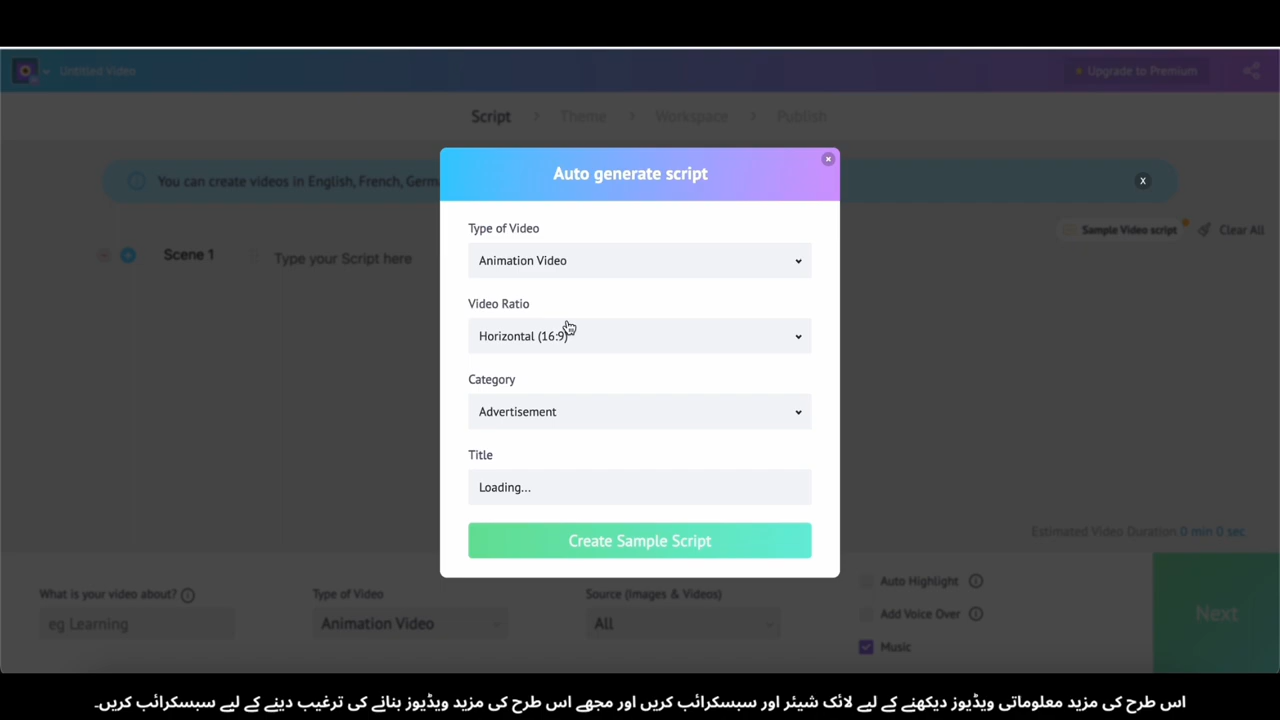 Untitled Video
Upgrade to Premium
Script > Theme > Workspace > Publish
Auto generate script
x
You can create videos in English, French, Germ
x
Type of Video
Sample Video script
Clear All
Scene 1
Type your Script here
Animation Video
Video Ratio
Horizontal (16:9)
Category
Advertisement
Title
Loading...
Estimated Video Duration 0 min 0 sec
Create Sample Script
What is your video about?
Type of Video
Source (Images & Videos)
eg Learning
Animation Video
All
Auto Highlight
Add Voice Over
Music
Next
اس طرح کی مزید معلوماتی ویڈیوز دیکھنے کے لیے لائک شیئر اور سبسکرائب کریں اور مجھے اس طرح کی مزید ویڈیوز بنانے کی ترغیب دینے کے لیے سبسکرائب کریں۔